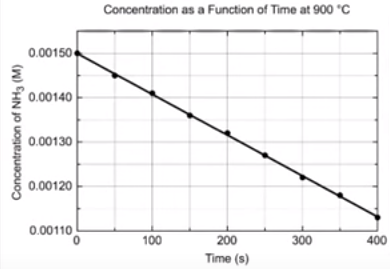 Concentration as a Function of Time at 900 °C
Concentration of NH₃ (M)
0.00150
0.00140
0.00130
0.00120
0.00110
0 100 200 300 400
Time (s)